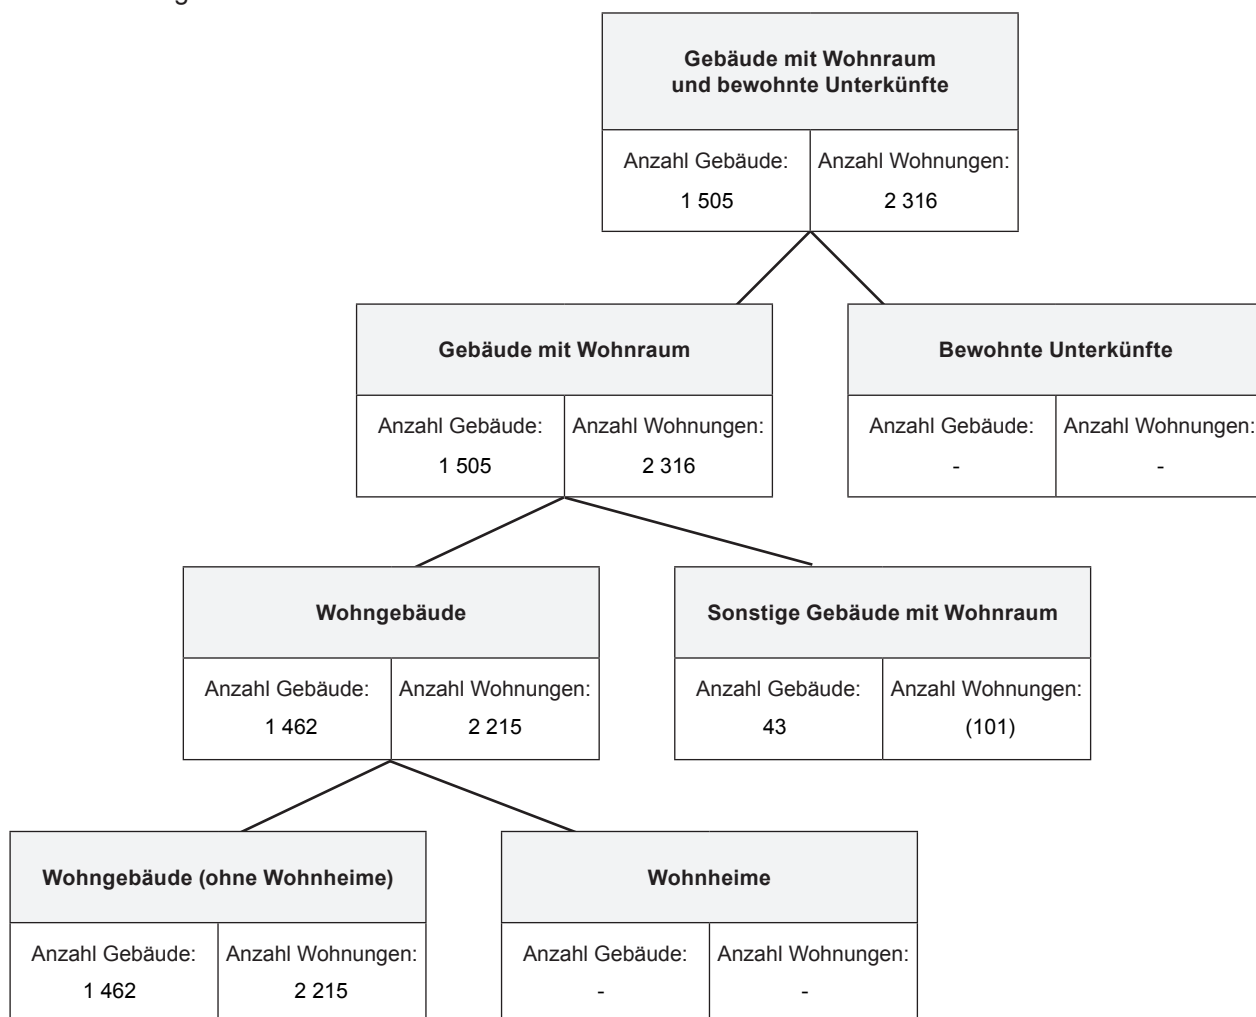 Gebäude mit Wohnraum
und bewohnte Unterkünfte
Anzahl Gebäude: Anzahl Wohnungen:
1 505 2 316
Gebäude mit Wohnraum Bewohnte Unterkünfte
Anzahl Gebäude: Anzahl Wohnungen: Anzahl Gebäude: Anzahl Wohnungen:
1 505 2 316 - -
Wohngebäude Sonstige Gebäude mit Wohnraum
Anzahl Gebäude: Anzahl Wohnungen: Anzahl Gebäude: Anzahl Wohnungen:
1 462 2 215 43 (101)
Wohngebäude (ohne Wohnheime) Wohnheime
Anzahl Gebäude: Anzahl Wohnungen: Anzahl Gebäude: Anzahl Wohnungen:
1 462 2 215 - -